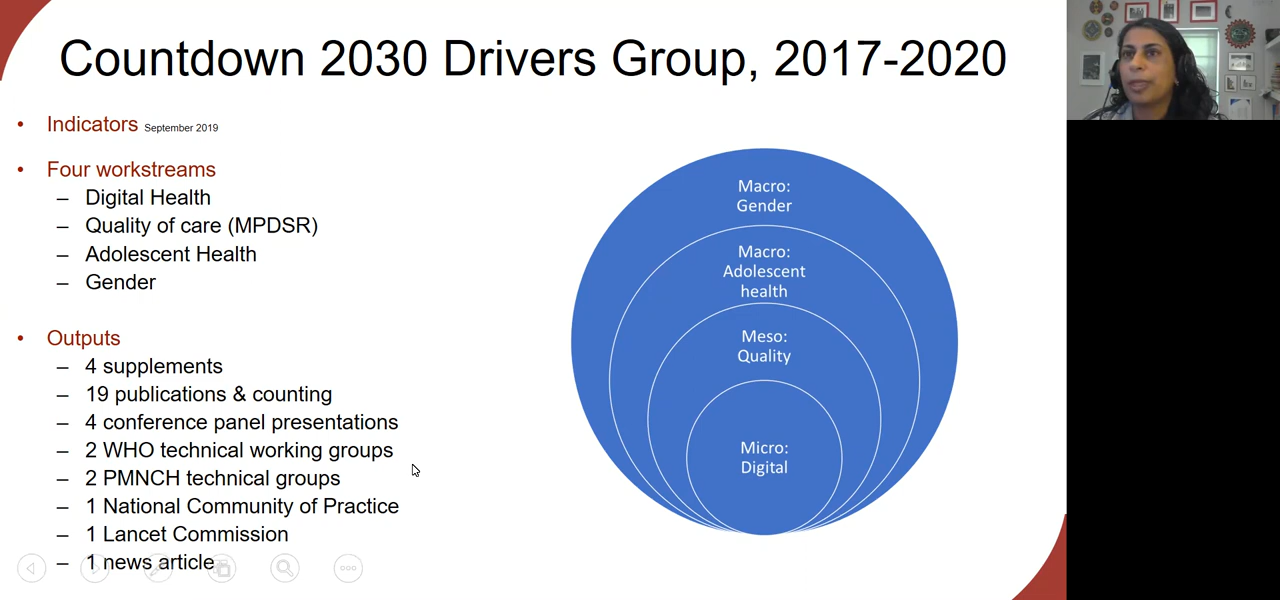 Countdown 2030 Drivers Group, 2017-2020
• Indicators September 2019
• Four workstreams
– Digital Health
– Quality of care (MPDSR)
– Adolescent Health
– Gender
• Outputs
– 4 supplements
– 19 publications & counting
– 4 conference panel presentations
– 2 WHO technical working groups
– 2 PMNCH technical groups
– 1 National Community of Practice
– 1 Lancet Commission
– 1 news article
Macro:
Gender
Macro:
Adolescent
health
Meso:
Quality
Micro:
Digital